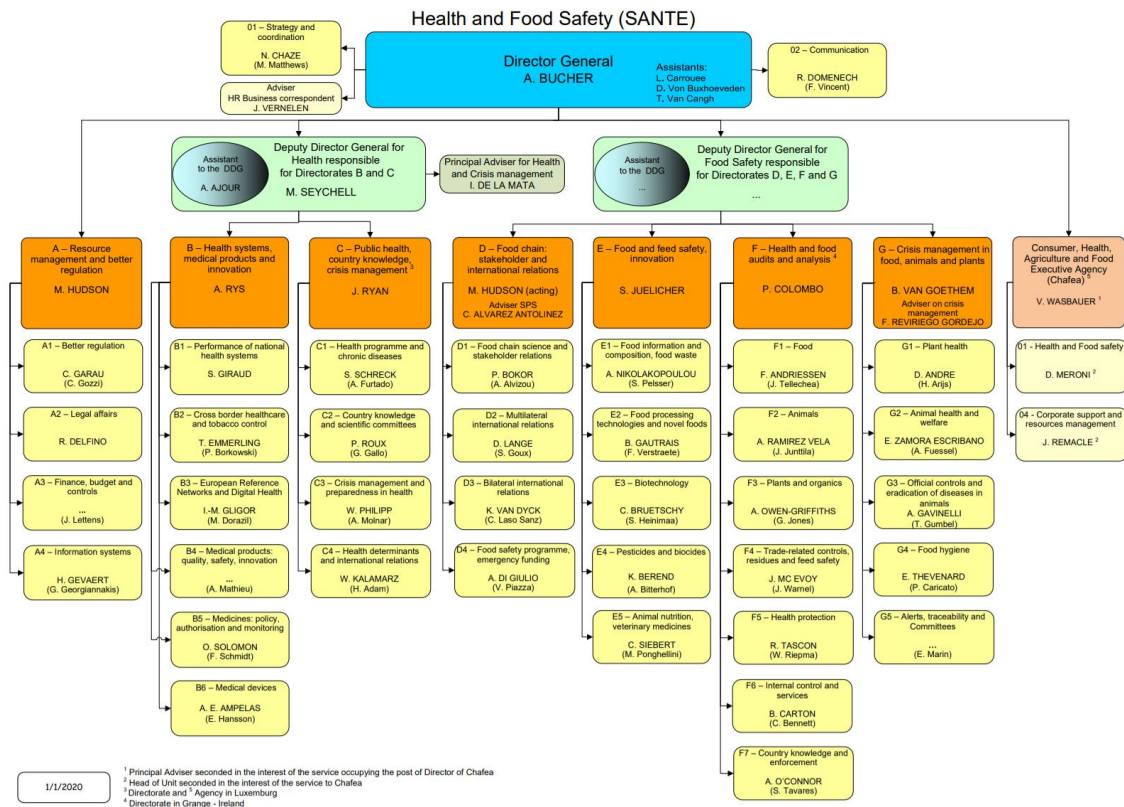 Health and Food Safety (SANTE)
01 – Strategy and
coordination
N. CHAZE
(M. Matthews)
Adviser
HR Business correspondent
J. VERNELEN
Director General
A. BUCHER
Assistants:
L. Carrouee
D. Von Buxhoeveden
T. Van Cangh
02 – Communication
R. DOMENECH
(F. Vincent)
Assistant
to the DDG
A. AJOUR
Deputy Director General for
Health responsible
for Directorates B and C
M. SEYCHELL
Principal Adviser for Health
and Crisis management
I. DE LA MATA
Assistant
to the DDG
...
Deputy Director General for
Food Safety responsible
for Directorates D, E, F and G
...
A – Resource
management and better
regulation
M. HUDSON
A1 – Better regulation
C. GARAU
(C. Gozzi)
A2 – Legal affairs
R. DELFINO
A3 – Finance, budget and
controls
...
(J. Lettens)
A4 – Information systems
H. GEVAERT
(G. Georgiannakis)
B – Health systems,
medical products and
innovation
A. RYS
B1 – Performance of national
health systems
S. GIRAUD
B2 – Cross border healthcare
and tobacco control
T. EMMERLING
(P. Borkowski)
B3 – European Reference
Networks and Digital Health
I.-M. GLIGOR
(M. Dorazil)
B4 – Medical products:
quality, safety, innovation
...
(A. Mathieu)
B5 – Medicines: policy,
authorisation and monitoring
O. SOLOMON
(F. Schmidt)
B6 – Medical devices
A. E. AMPELAS
(E. Hansson)
C – Public health,
country knowledge,
crisis management ³
J. RYAN
C1 – Health programme and
chronic diseases
S. SCHRECK
(A. Furtado)
C2 – Country knowledge
and scientific committees
P. ROUX
(G. Gallo)
C3 – Crisis management and
preparedness in health
W. PHILIPP
(A. Molnar)
C4 – Health determinants
and international relations
W. KALAMARZ
(H. Adam)
D – Food chain:
stakeholder and
international relations
M. HUDSON (acting)
Adviser SPS
C. ALVAREZ ANTOLINEZ
D1 – Food chain science and
stakeholder relations
P. BOKOR
(A. Alvizou)
D2 – Multilateral
international relations
D. LANGE
(S. Goux)
D3 – Bilateral international
relations
K. VAN DYCK
(C. Laso Sanz)
D4 – Food safety programme,
emergency funding
A. DI GIULIO
(V. Piazza)
E – Food and feed safety,
innovation
S. JUELICHER
E1 – Food information and
composition, food waste
A. NIKOLAKOPOULOU
(S. Pelsser)
E2 – Food processing
technologies and novel foods
B. GAUTRAIS
(F. Verstraete)
E3 – Biotechnology
C. BRUETSCHY
(S. Heinimaa)
E4 – Pesticides and biocides
K. BEREND
(A. Bitterhof)
E5 – Animal nutrition,
veterinary medicines
C. SIEBERT
(M. Ponghellini)
F – Health and food
audits and analysis ⁴
P. COLOMBO
F1 – Food
F. ANDRIESSEN
(J. Tellechea)
F2 – Animals
A. RAMIREZ VELA
(J. Junttila)
F3 – Plants and organics
A. OWEN-GRIFFITHS
(G. Jones)
F4 – Trade-related controls,
residues and feed safety
J. MC EVOY
(J. Warnel)
F5 – Health protection
R. TASCON
(W. Riepma)
F6 – Internal control and
services
B. CARTON
(C. Bennett)
F7 – Country knowledge and
enforcement
A. O'CONNOR
(S. Tavares)
G – Crisis management in
food, animals and plants
B. VAN GOETHEM
Adviser on crisis
management
F. REVIRIEGO GORDEJO
G1 – Plant health
D. ANDRE
(H. Arijs)
G2 – Animal health and
welfare
E. ZAMORA ESCRIBANO
(A. Fuessel)
G3 – Official controls and
eradication of diseases in
animals
A. GAVINELLI
(T. Gumbel)
G4 – Food hygiene
E. THEVENARD
(P. Caricato)
G5 – Alerts, traceability and
Committees
...
(E. Marin)
Consumer, Health,
Agriculture and Food
Executive Agency
(Chafea) ⁵
V. WASBAUER ¹
01 - Health and Food safety
D. MERONI ²
04 - Corporate support and
resources management
J. REMACLE ²
1/1/2020
¹ Principal Adviser seconded in the interest of the service occupying the post of Director of Chafea
² Head of Unit seconded in the interest of the service to Chafea
³ Directorate and ⁵ Agency in Luxemburg
⁴ Directorate in Grange - Ireland